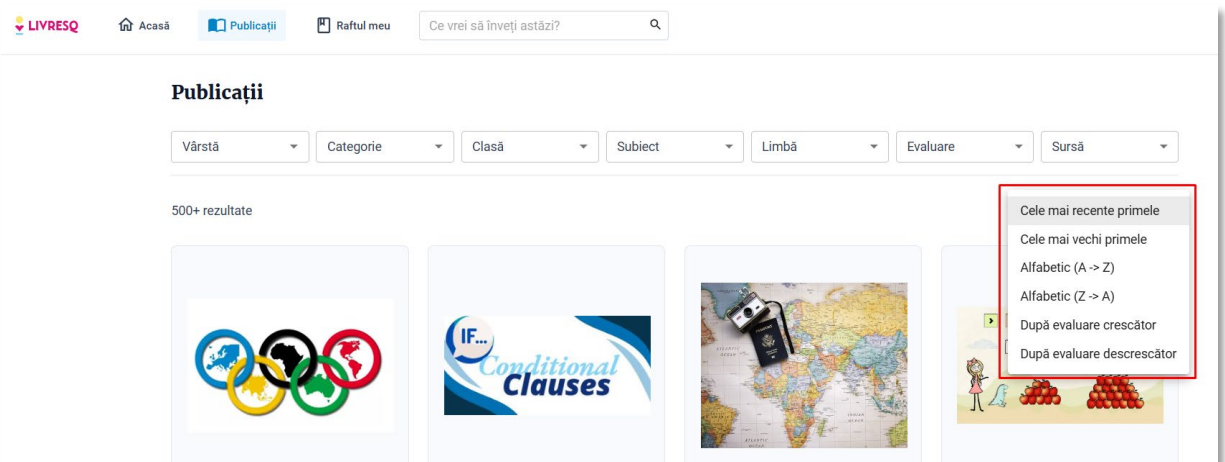 LIVRESQ Acasă Publicații Raftul meu Ce vrei să înveți astăzi?
Publicații
Vârstă Categorie Clasă Subiect Limbă Evaluare Sursă
500+ rezultate
Cele mai recente primele
Cele mai vechi primele
Alfabetic (A -> Z)
Alfabetic (Z -> A)
După evaluare crescător
După evaluare descrescător
IF...
Conditional
Clauses